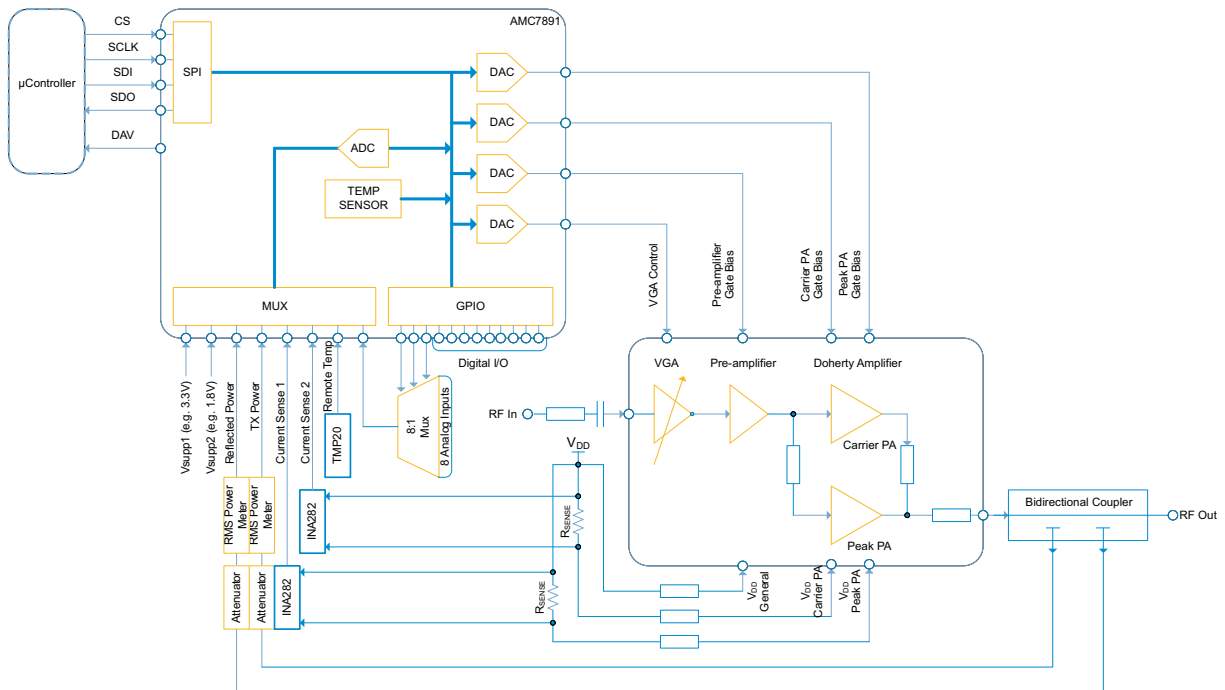 AMC7891
µController
CS
SCLK
SDI
SDO
DAV
SPI
DAC
DAC
DAC
DAC
ADC
TEMP
SENSOR
MUX
GPIO
Digital I/O
Vsupp1 (e.g. 3.3V)
Vsupp2 (e.g. 1.8V)
Reflected Power
TX Power
Current Sense 1
Current Sense 2
Remote Temp
TMP20
8:1
Mux
8 Analog Inputs
VGA Control
Pre-amplifier
Gate Bias
Carrier PA
Gate Bias
Peak PA
Gate Bias
VGA
Pre-amplifier
Doherty Amplifier
RF In
Carrier PA
Peak PA
VDD
RMS Power
Meter
RMS Power
Meter
INA282
RSENSE
Attenuator
Attenuator
INA282
RSENSE
VDD
General
VDD
Carrier PA
VDD
Peak PA
Bidirectional Coupler
RF Out